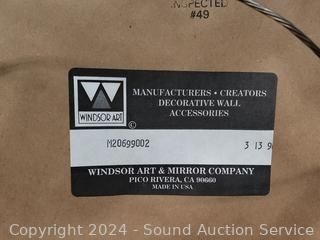 INSPECTED
#49
WINDSOR ART
©
MANUFACTURERS • CREATORS
DECORATIVE WALL
ACCESSORIES
M20699002 3 13 9
WINDSOR ART & MIRROR COMPANY
PICO RIVERA, CA 90660
MADE IN USA
Copyright 2024 - Sound Auction Service